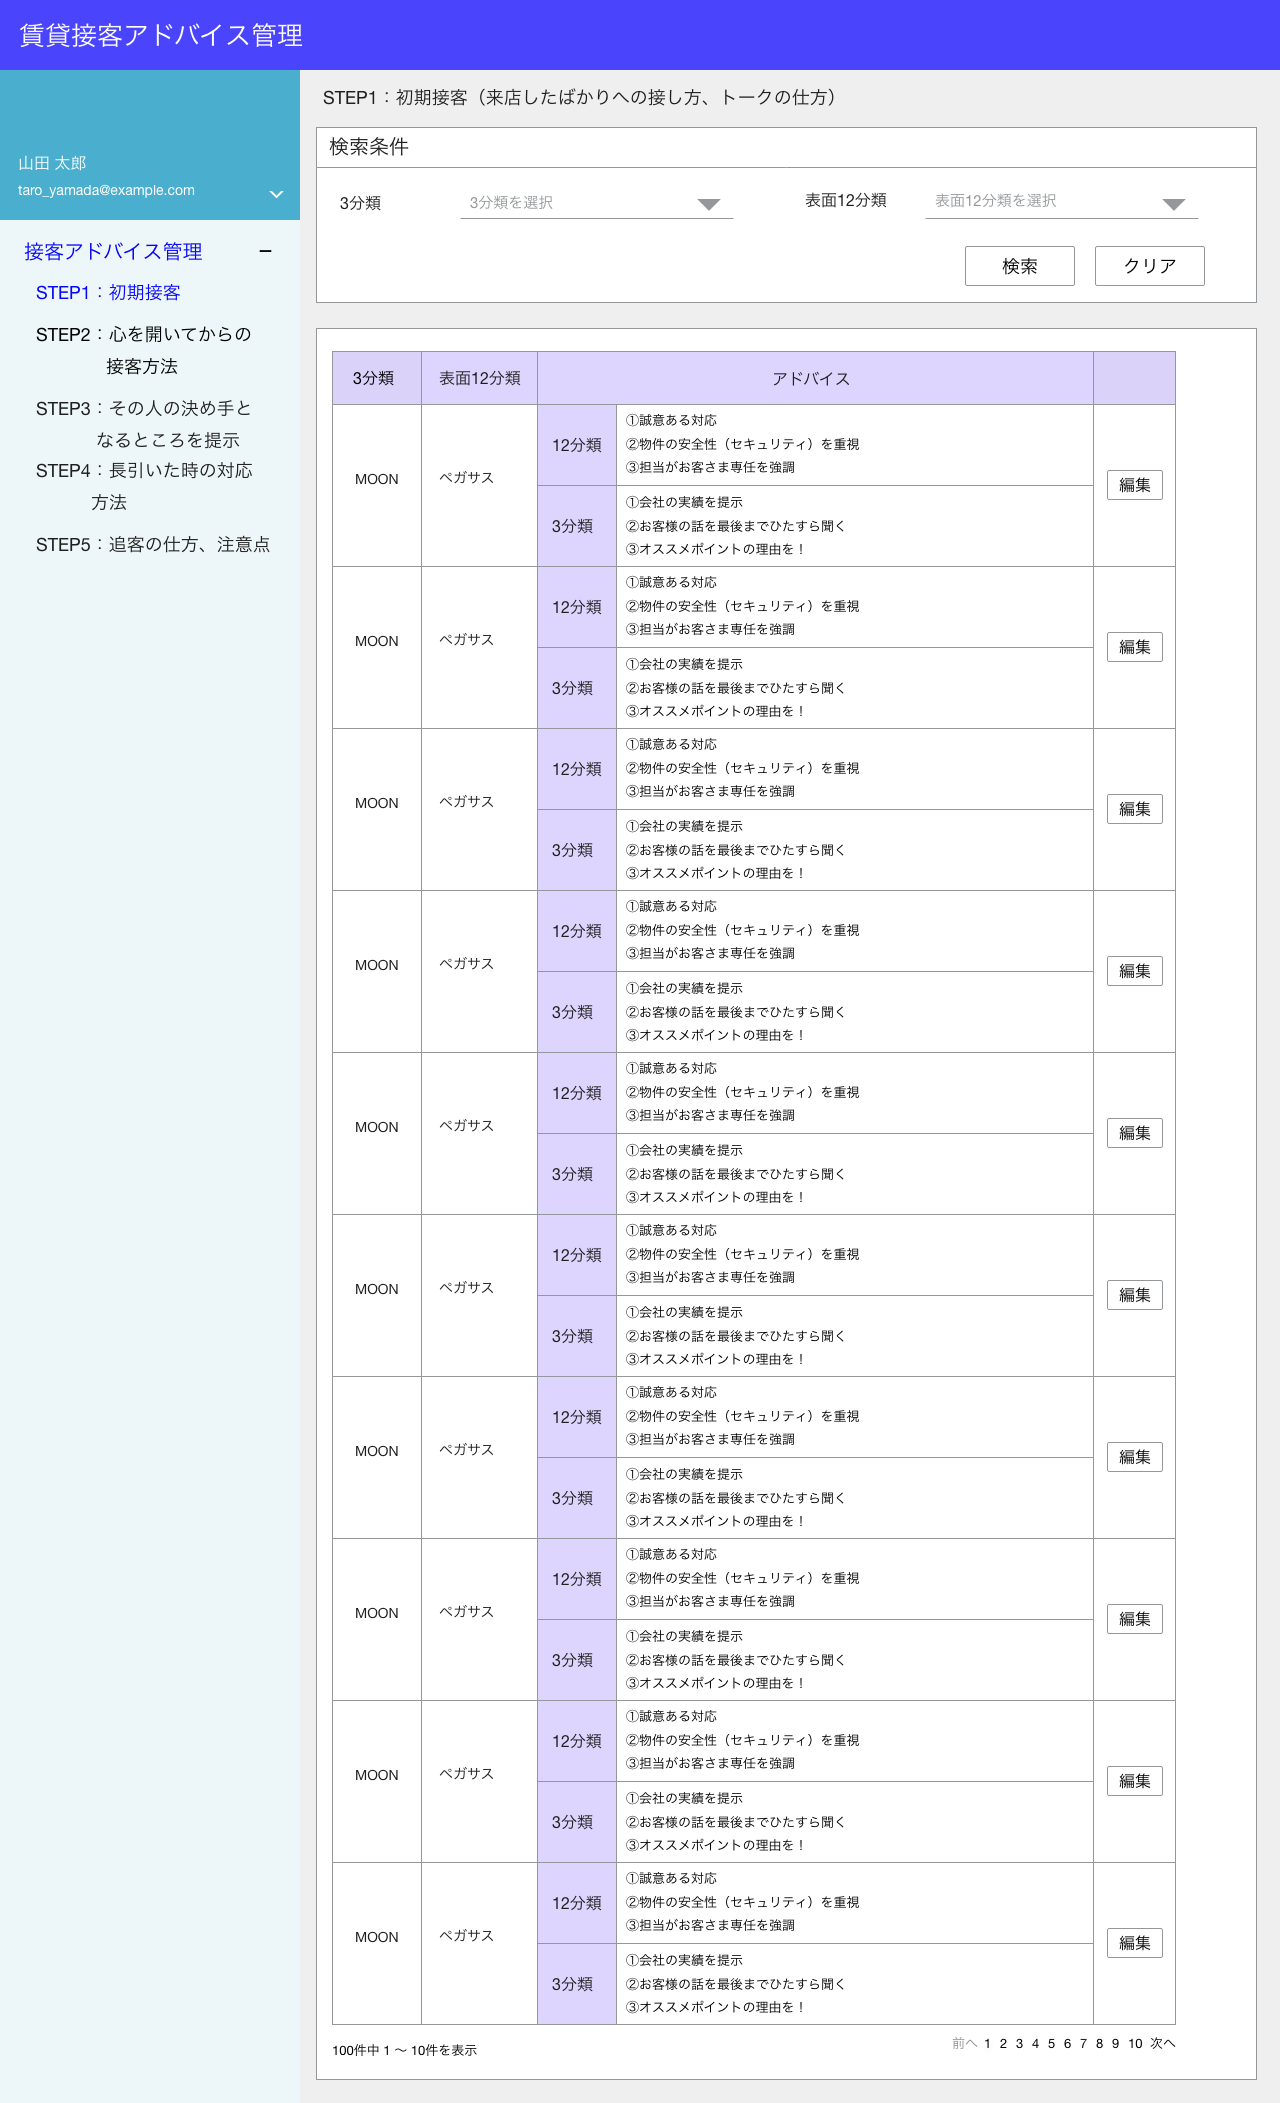 賃貸接客アドバイス管理
山田 太郎
taro_yamada@example.com
接客アドバイス管理
STEP1：初期接客
STEP2：心を開いてからの
接客方法
STEP3：その人の決め手と
なるところを提示
STEP4：長引いた時の対応
方法
STEP5：追客の仕方、注意点
STEP1：初期接客（来店したばかりへの接し方、トークの仕方）
検索条件
3分類 3分類を選択 表面12分類 表面12分類を選択
検索 クリア
3分類 表面12分類 アドバイス
MOON ペガサス 12分類
①誠意ある対応
②物件の安全性（セキュリティ）を重視
③担当がお客さま専任を強調
3分類
①会社の実績を提示
②お客様の話を最後までひたすら聞く
③オススメポイントの理由を！
編集
MOON ペガサス 12分類
①誠意ある対応
②物件の安全性（セキュリティ）を重視
③担当がお客さま専任を強調
3分類
①会社の実績を提示
②お客様の話を最後までひたすら聞く
③オススメポイントの理由を！
編集
MOON ペガサス 12分類
①誠意ある対応
②物件の安全性（セキュリティ）を重視
③担当がお客さま専任を強調
3分類
①会社の実績を提示
②お客様の話を最後までひたすら聞く
③オススメポイントの理由を！
編集
MOON ペガサス 12分類
①誠意ある対応
②物件の安全性（セキュリティ）を重視
③担当がお客さま専任を強調
3分類
①会社の実績を提示
②お客様の話を最後までひたすら聞く
③オススメポイントの理由を！
編集
MOON ペガサス 12分類
①誠意ある対応
②物件の安全性（セキュリティ）を重視
③担当がお客さま専任を強調
3分類
①会社の実績を提示
②お客様の話を最後までひたすら聞く
③オススメポイントの理由を！
編集
MOON ペガサス 12分類
①誠意ある対応
②物件の安全性（セキュリティ）を重視
③担当がお客さま専任を強調
3分類
①会社の実績を提示
②お客様の話を最後までひたすら聞く
③オススメポイントの理由を！
編集
MOON ペガサス 12分類
①誠意ある対応
②物件の安全性（セキュリティ）を重視
③担当がお客さま専任を強調
3分類
①会社の実績を提示
②お客様の話を最後までひたすら聞く
③オススメポイントの理由を！
編集
MOON ペガサス 12分類
①誠意ある対応
②物件の安全性（セキュリティ）を重視
③担当がお客さま専任を強調
3分類
①会社の実績を提示
②お客様の話を最後までひたすら聞く
③オススメポイントの理由を！
編集
MOON ペガサス 12分類
①誠意ある対応
②物件の安全性（セキュリティ）を重視
③担当がお客さま専任を強調
3分類
①会社の実績を提示
②お客様の話を最後までひたすら聞く
③オススメポイントの理由を！
編集
MOON ペガサス 12分類
①誠意ある対応
②物件の安全性（セキュリティ）を重視
③担当がお客さま専任を強調
3分類
①会社の実績を提示
②お客様の話を最後までひたすら聞く
③オススメポイントの理由を！
編集
100件中 1 〜 10件を表示
前へ 1 2 3 4 5 6 7 8 9 10 次へ